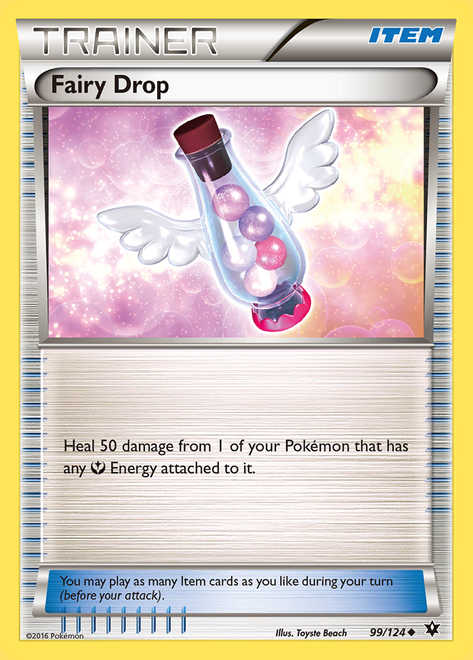 TRAINER
ITEM
Fairy Drop
Heal 50 damage from 1 of your Pokémon that has
any Energy attached to it.
You may play as many Item cards as you like during your turn
(before your attack).
©2016 Pokémon
Illus. Toyste Beach
99/124